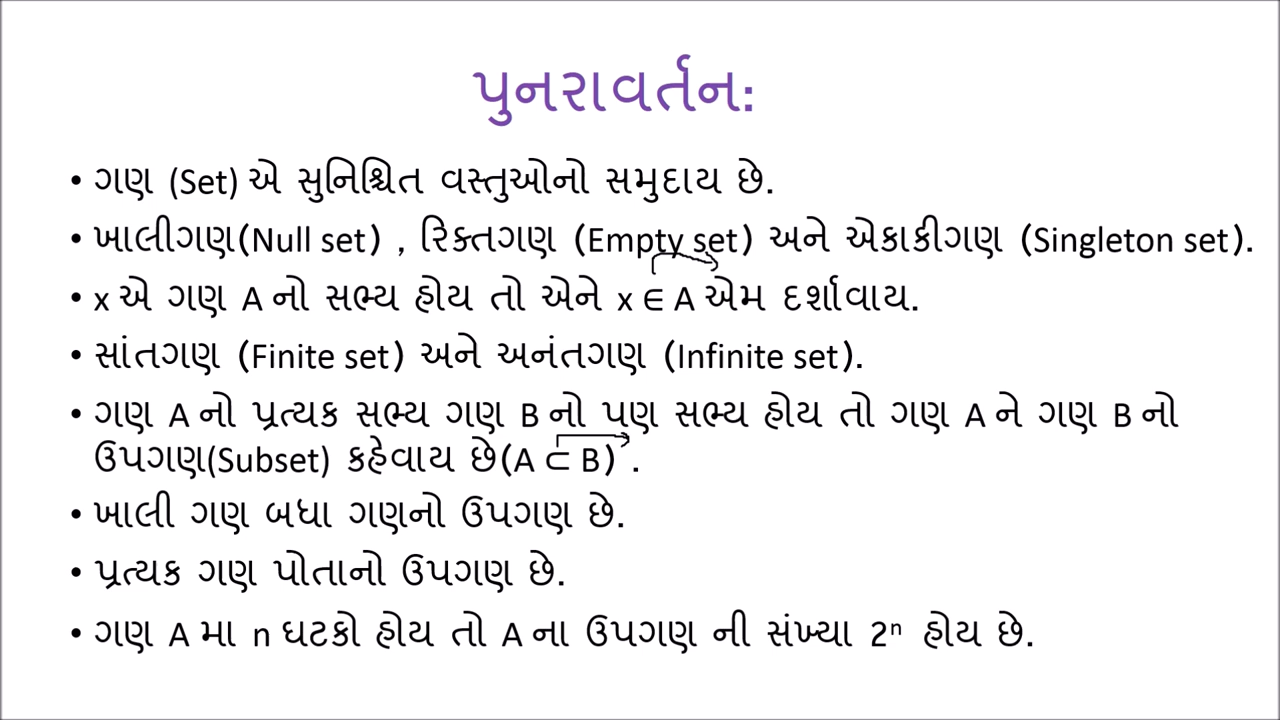 પુનરાવર્તન:
• ગણ (Set) એ સુનિશ્ચિત વસ્તુઓનો સમુદાય છે.
• ખાલીગણ(Null set) , રિક્તગણ (Empty set) અને એકાકીગણ (Singleton set).
• x એ ગણ A નો સભ્ય હોય તો એને x ∈ A એમ દર્શાવાય.
• સાંતગણ (Finite set) અને અનંતગણ (Infinite set).
• ગણ A નો પ્રત્યક સભ્ય ગણ B નો પણ સભ્ય હોય તો ગણ A ને ગણ B નો
ઉપગણ(Subset) કહેવાય છે(A ⊂ B) .
• ખાલી ગણ બધા ગણનો ઉપગણ છે.
• પ્રત્યક ગણ પોતાનો ઉપગણ છે.
• ગણ A મા n ઘટકો હોય તો A ના ઉપગણ ની સંખ્યા 2ⁿ હોય છે.